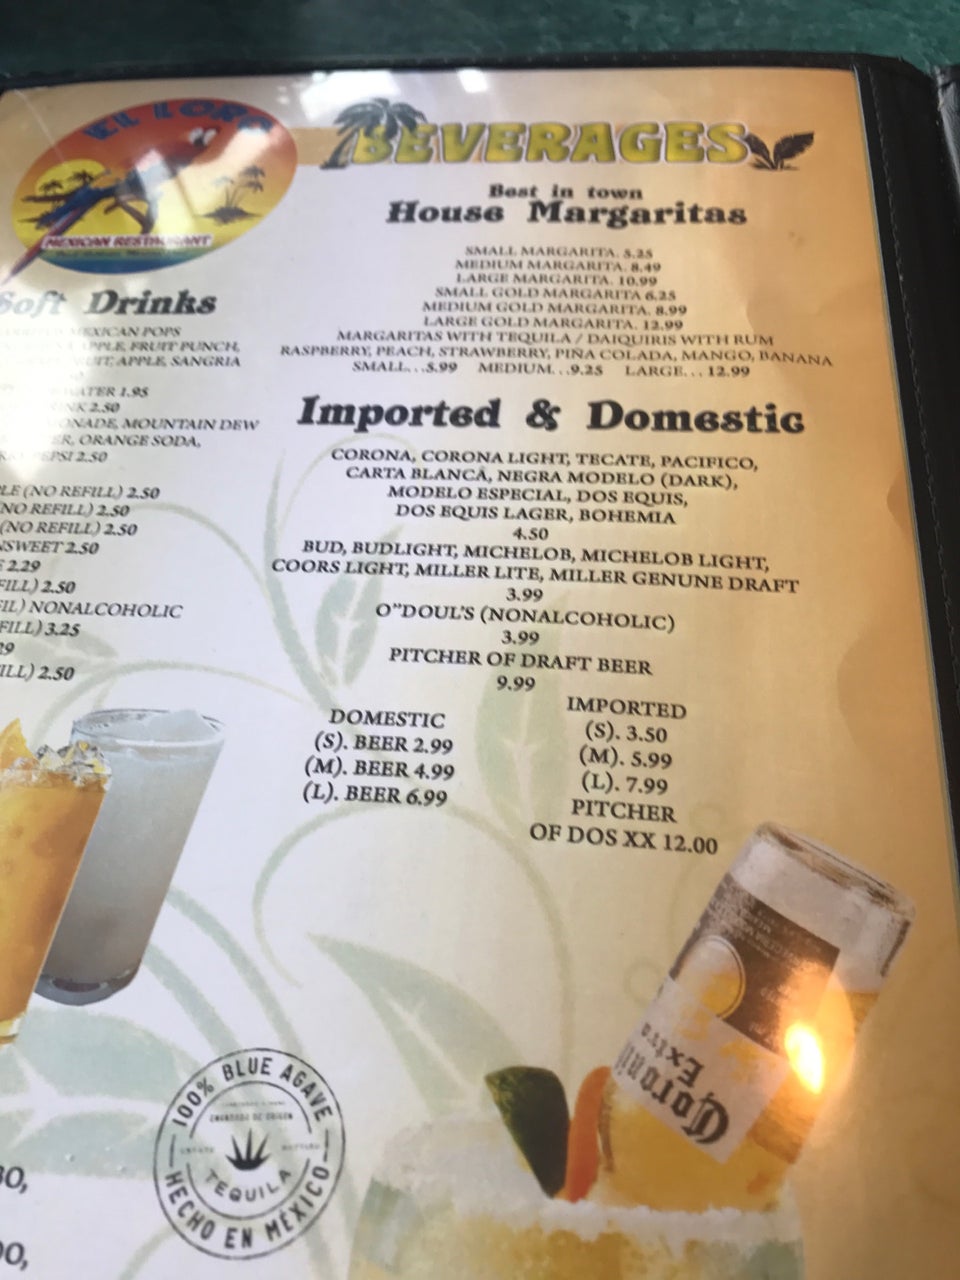 EL LORO
MEXICAN RESTAURANT
BEVERAGES
Best in town
House Margaritas
SMALL MARGARITA. 5.25
MEDIUM MARGARITA. 8.49
LARGE MARGARITA. 10.99
SMALL GOLD MARGARITA 6.25
MEDIUM GOLD MARGARITA. 8.99
LARGE GOLD MARGARITA. 12.99
MARGARITAS WITH TEQUILA / DAIQUIRIS WITH RUM
RASPBERRY, PEACH, STRAWBERRY, PIÑA COLADA, MANGO, BANANA
SMALL...5.99 MEDIUM...9.25 LARGE...12.99
Soft Drinks
MEXICAN POPS
APPLE, FRUIT PUNCH,
FRUIT, APPLE, SANGRIA
WATER 1.95
2.50
MOUNTAIN DEW
ORANGE SODA,
PEPSI 2.50
(NO REFILL) 2.50
(NO REFILL) 2.50
(NO REFILL) 2.50
2.50
2.29
2.50
NONALCOHOLIC
3.25
2.50
Imported & Domestic
CORONA, CORONA LIGHT, TECATE, PACIFICO,
CARTA BLANCA, NEGRA MODELO (DARK),
MODELO ESPECIAL, DOS EQUIS,
DOS EQUIS LAGER, BOHEMIA
4.50
BUD, BUDLIGHT, MICHELOB, MICHELOB LIGHT,
COORS LIGHT, MILLER LITE, MILLER GENUNE DRAFT
3.99
O"DOUL'S (NONALCOHOLIC)
3.99
PITCHER OF DRAFT BEER
9.99
DOMESTIC
(S). BEER 2.99
(M). BEER 4.99
(L). BEER 6.99
IMPORTED
(S). 3.50
(M). 5.99
(L). 7.99
PITCHER
OF DOS XX 12.00
Corona
Extra
100% BLUE AGAVE
TEQUILA
HECHO EN MÉXICO